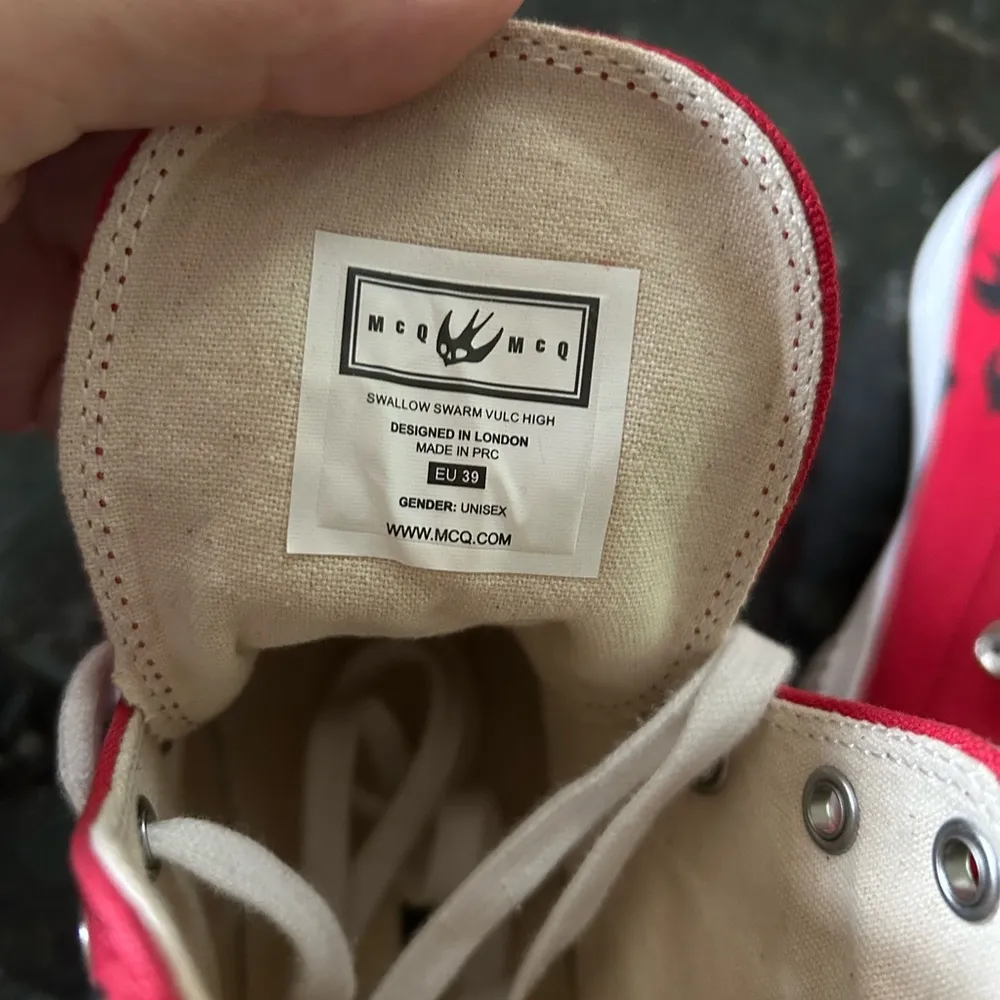 McQ McQ
SWALLOW SWARM VULC HIGH
DESIGNED IN LONDON
MADE IN PRC
EU 39
GENDER: UNISEX
WWW.MCQ.COM